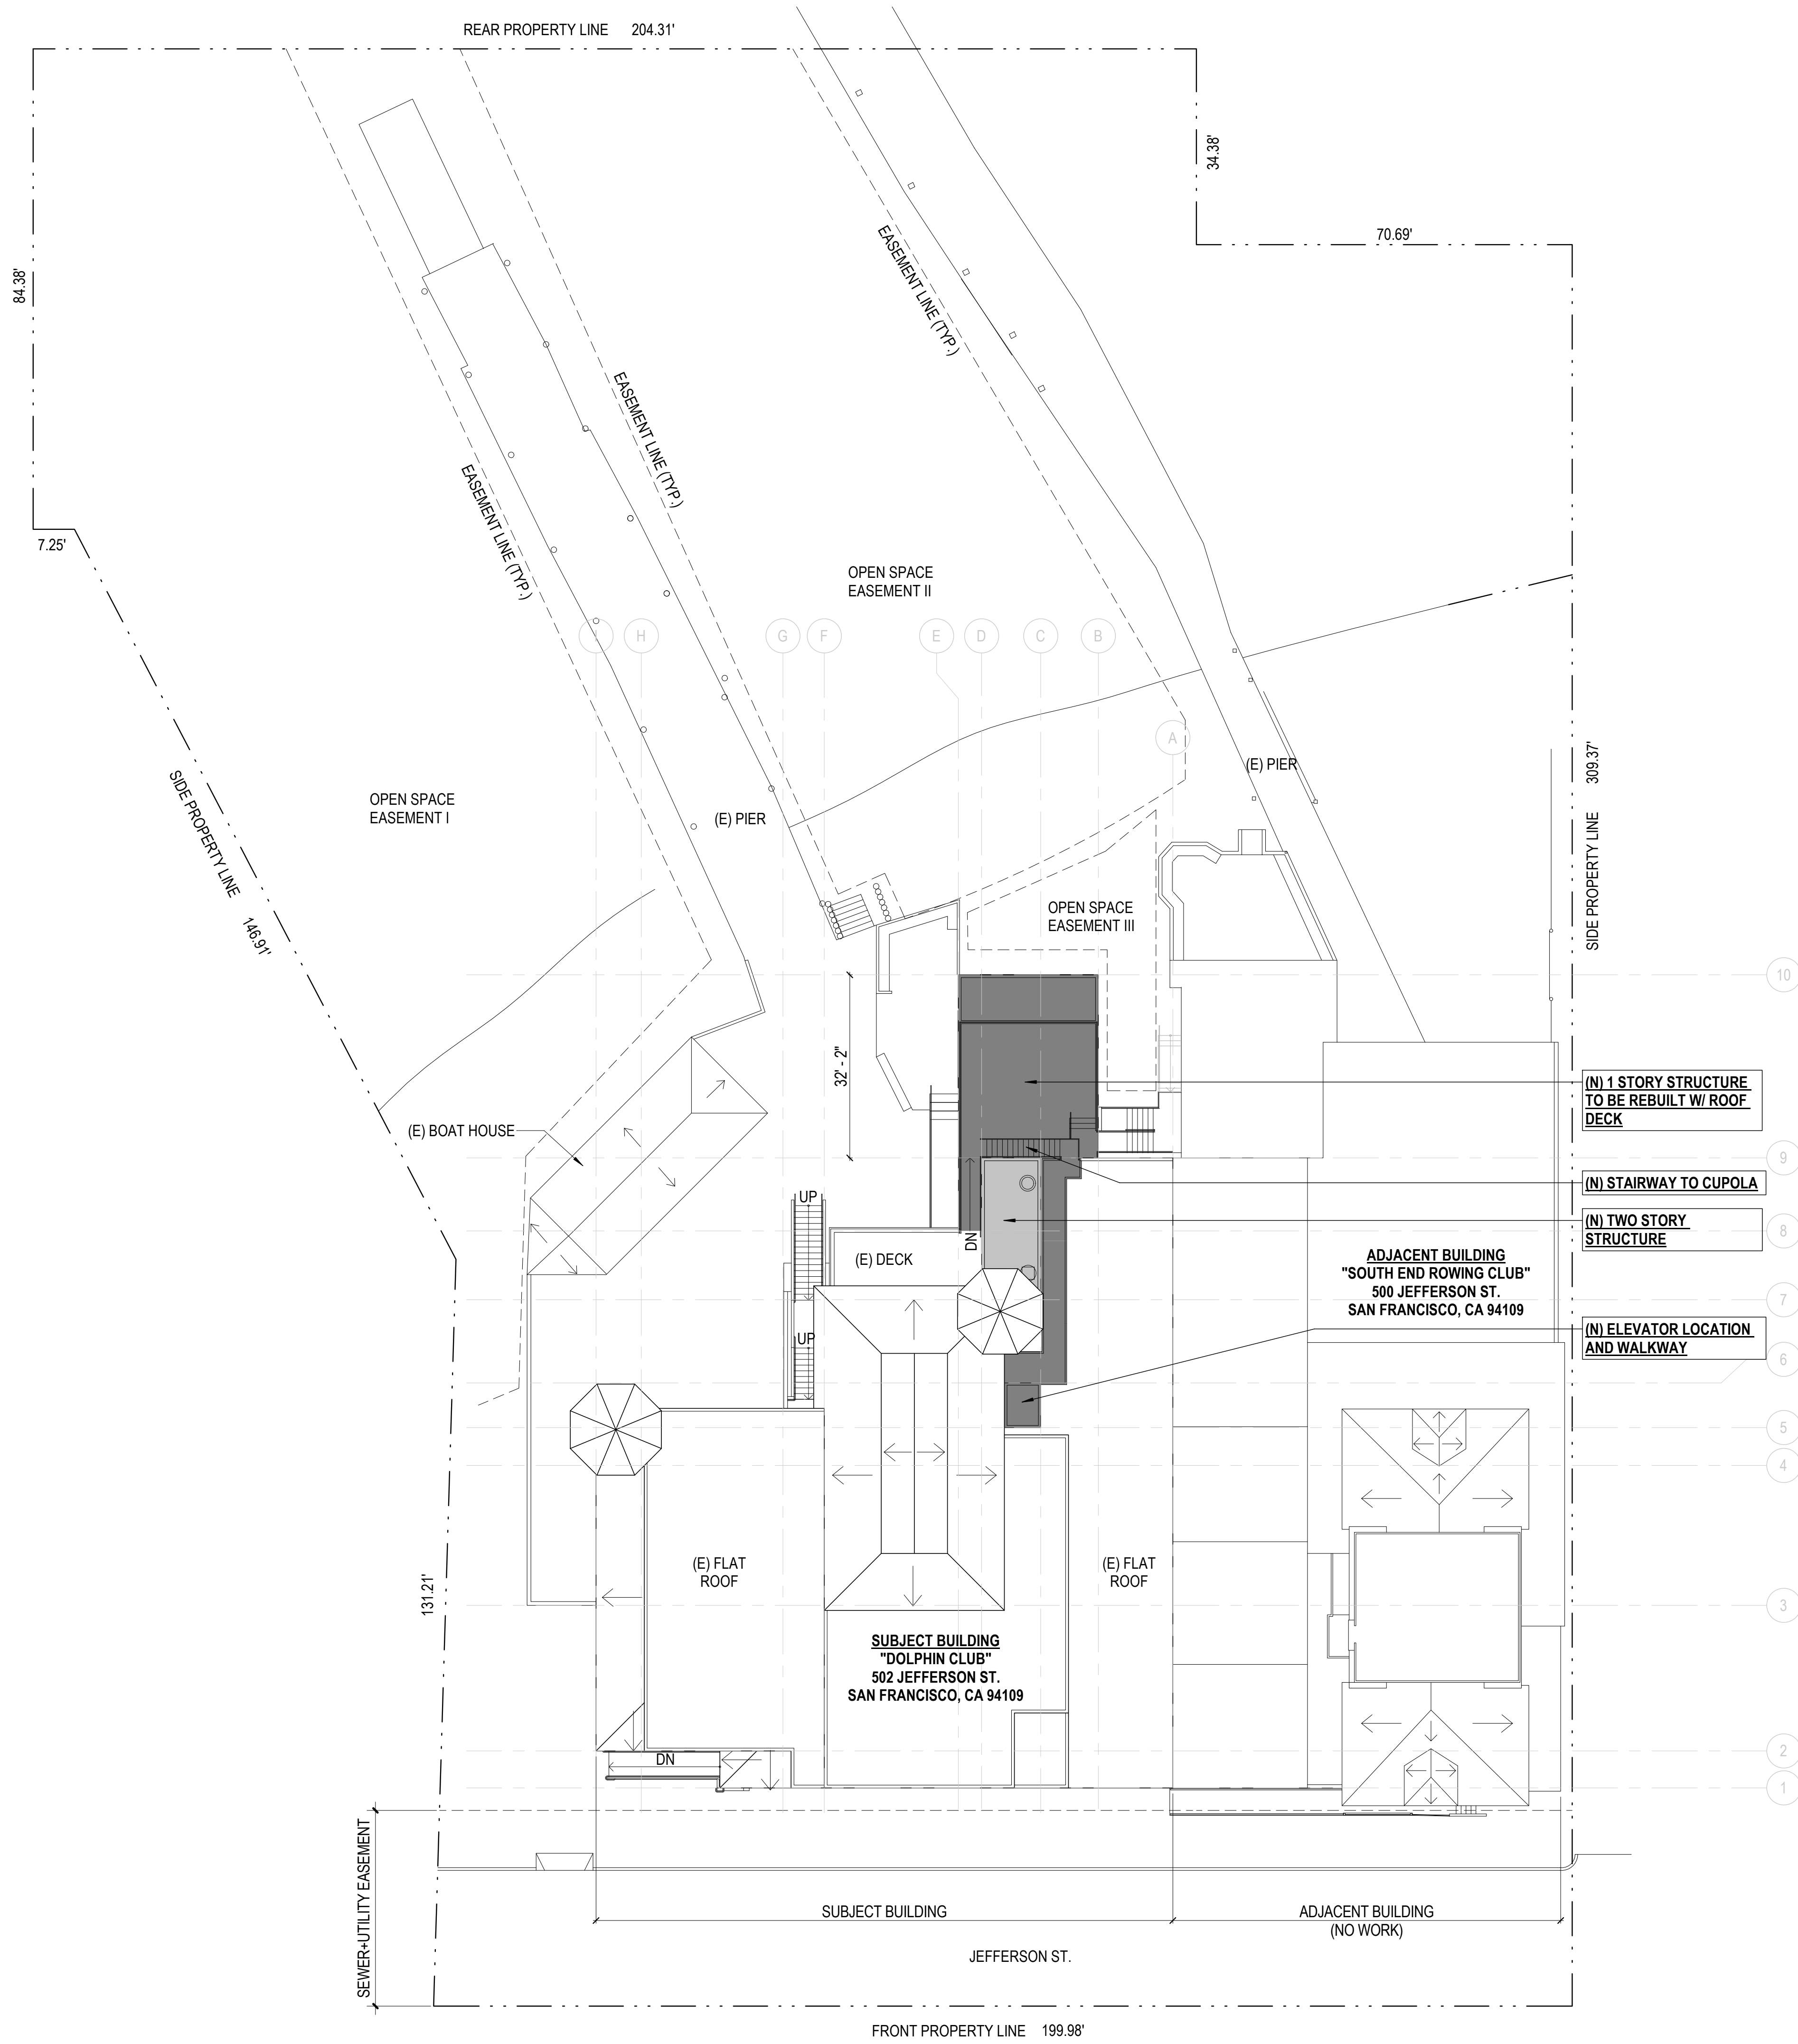 REAR PROPERTY LINE 204.31'
34.38'
70.69'
84.38'
7.25'
EASEMENT LINE (TYP.)
EASEMENT LINE (TYP.)
EASEMENT LINE (TYP.)
OPEN SPACE
EASEMENT II
H
G
F
E
D
C
B
A
SIDE PROPERTY LINE 146.91'
OPEN SPACE
EASEMENT I
(E) PIER
(E) PIER
SIDE PROPERTY LINE 309.37'
OPEN SPACE
EASEMENT III
10
32' - 2"
(N) 1 STORY STRUCTURE
TO BE REBUILT W/ ROOF
DECK
(E) BOAT HOUSE
9
(N) STAIRWAY TO CUPOLA
UP
(N) TWO STORY
STRUCTURE
8
DN
(E) DECK
ADJACENT BUILDING
"SOUTH END ROWING CLUB"
500 JEFFERSON ST.
SAN FRANCISCO, CA 94109
7
UP
(N) ELEVATOR LOCATION
AND WALKWAY
6
5
4
(E) FLAT
ROOF
(E) FLAT
ROOF
131.21'
3
SUBJECT BUILDING
"DOLPHIN CLUB"
502 JEFFERSON ST.
SAN FRANCISCO, CA 94109
2
DN
1
SEWER+UTILITY EASEMENT
SUBJECT BUILDING
ADJACENT BUILDING
(NO WORK)
JEFFERSON ST.
FRONT PROPERTY LINE 199.98'